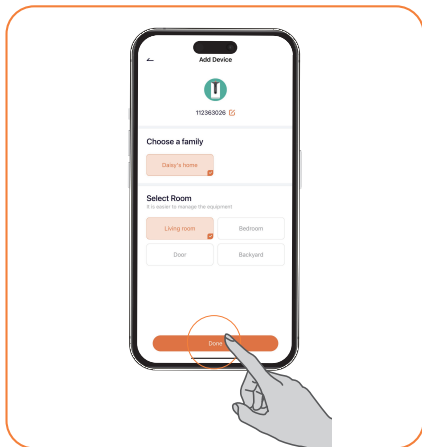 Add Device
112363026
Choose a family
Daisy's home
Select Room
It is easier to manage the equipment
Living room
Bedroom
Door
Backyard
Done